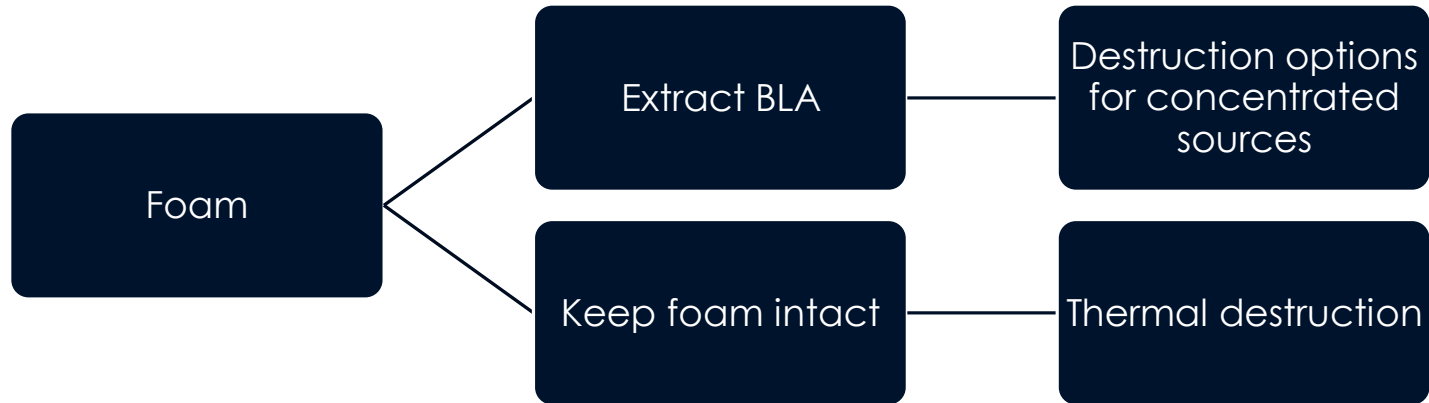 Foam
Extract BLA
Destruction options
for concentrated
sources
Keep foam intact
Thermal destruction